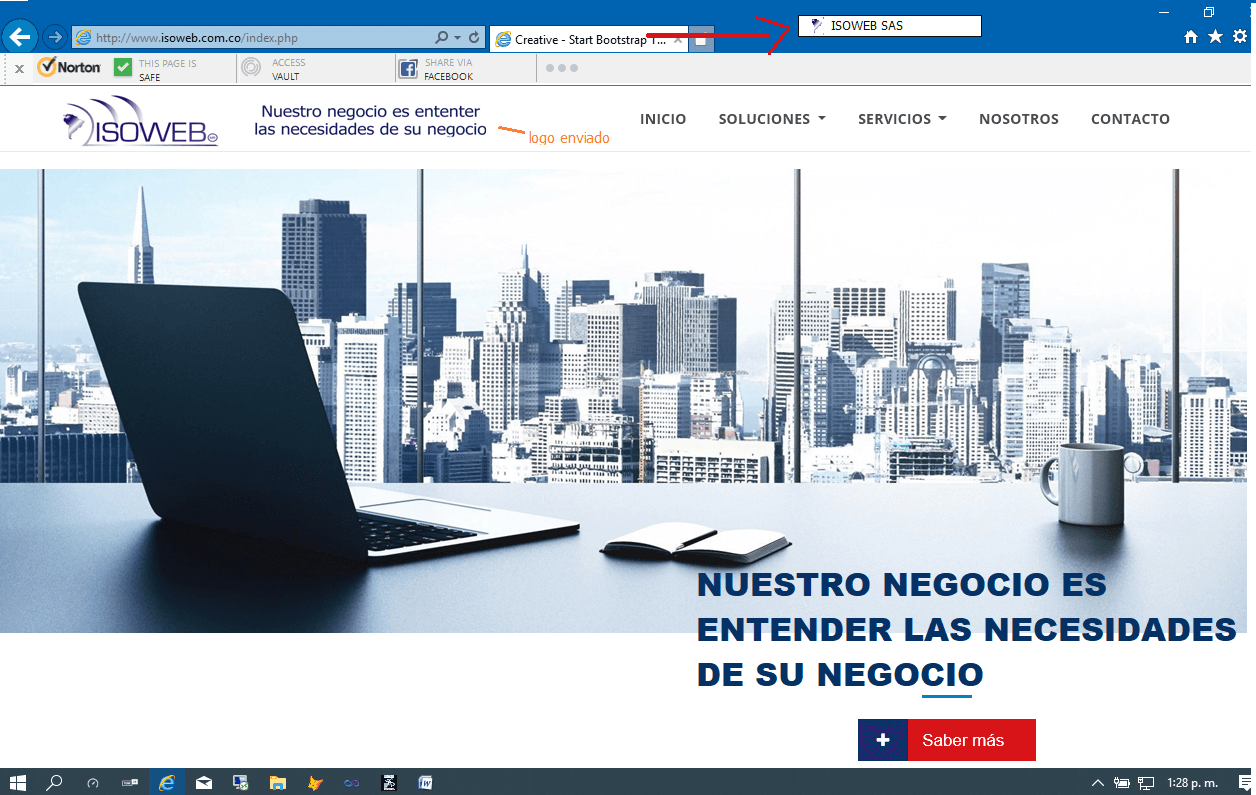 ISOWEB SAS
http://www.isoweb.com.co/index.php
Creative - Start Bootstrap T...
x
Norton
THIS PAGE IS
SAFE
ACCESS
VAULT
SHARE VIA
FACEBOOK
ISOWEB
Nuestro negocio es ententer
las necesidades de su negocio
logo enviado
INICIO
SOLUCIONES
SERVICIOS
NOSOTROS
CONTACTO
NUESTRO NEGOCIO ES
ENTENDER LAS NECESIDADES
DE SU NEGOCIO
+ Saber más
1:28 p. m.